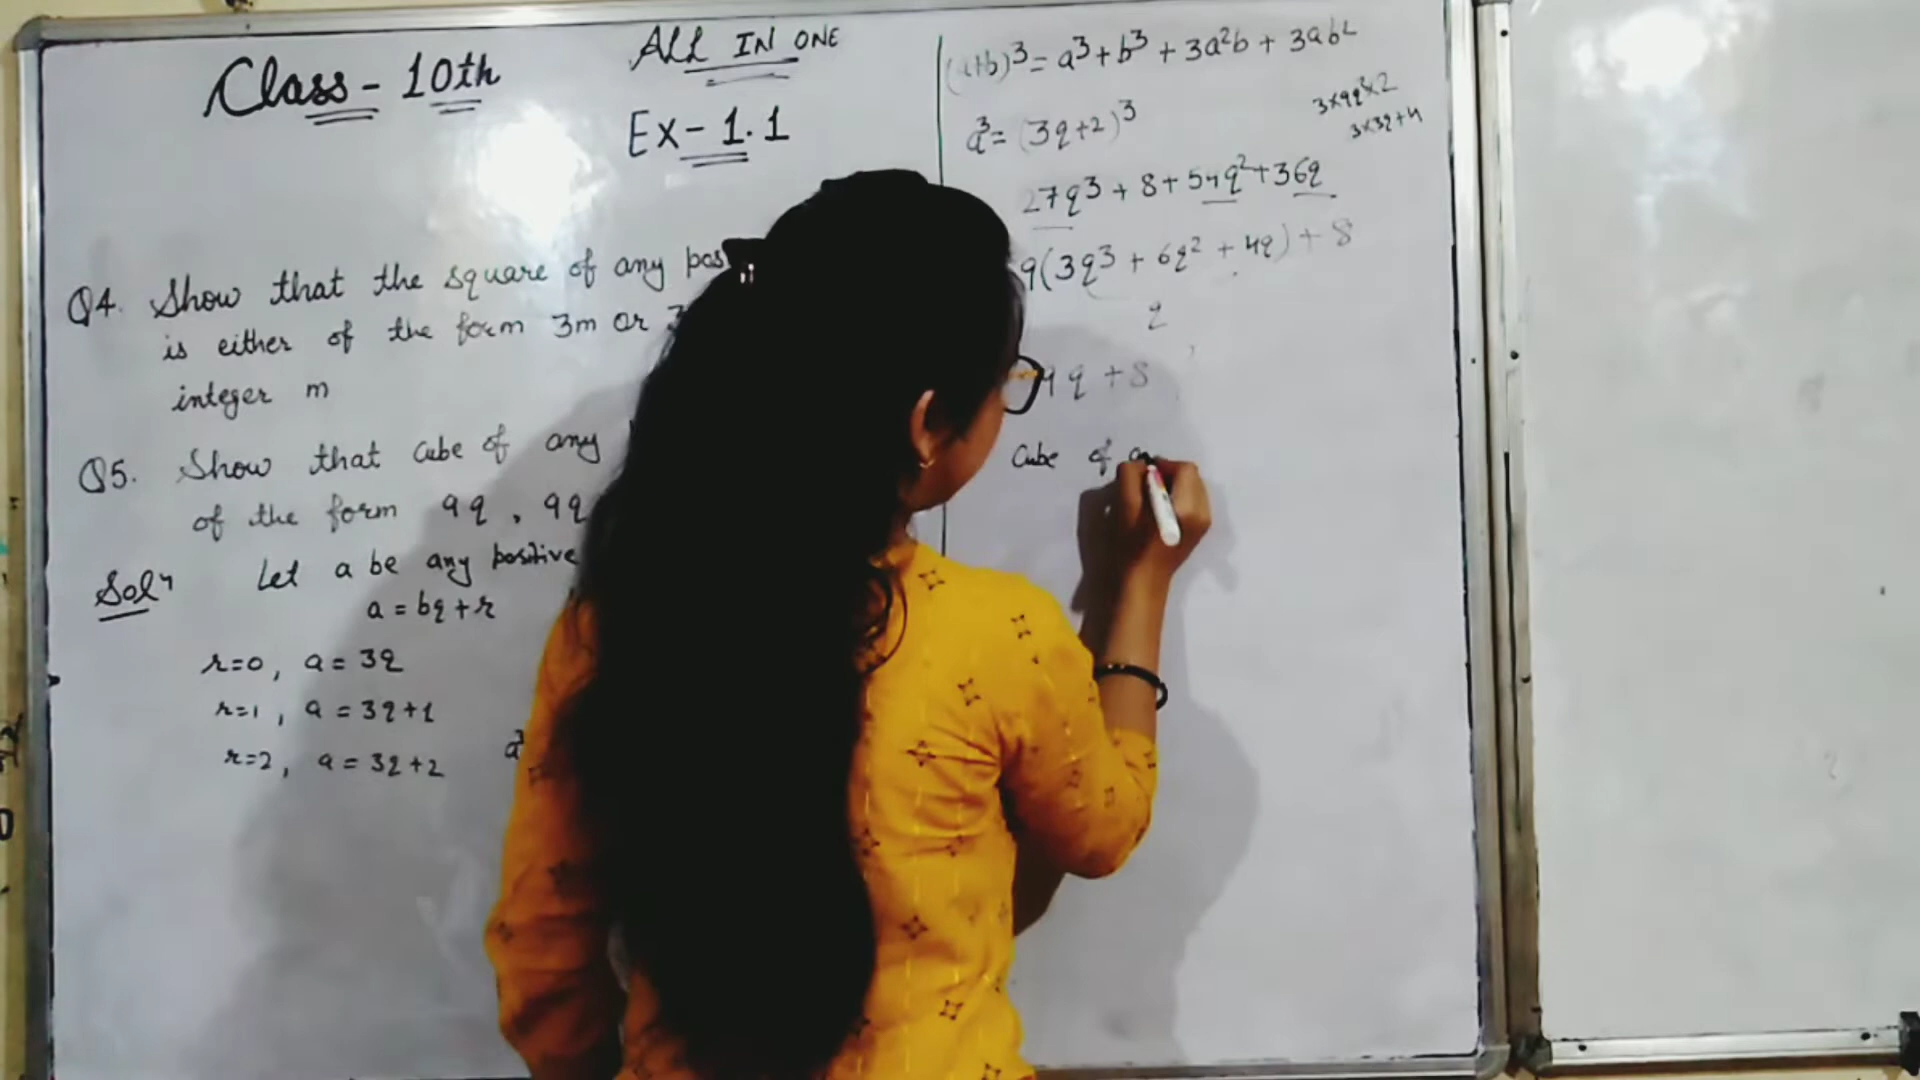 Class - 10th
ALL IN ONE
Ex - 1.1
Q4. Show that the square of any pos
is either of the form 3m or 3
integer m
Q5. Show that cube of any
of the form 9q , 9q
Solⁿ Let a be any positive
a = bq + r
r=0, a = 3q
r=1, a = 3q+1
r=2, a = 3q+2
a³
(a+b)³ = a³ + b³ + 3a²b + 3ab²
a³ = (3q+2)³
3×9q²×2
3×3q×4
27q³ + 8 + 54q² + 36q
9(3q³ + 6q² + 4q) + 8
q
9q + 8
Cube of